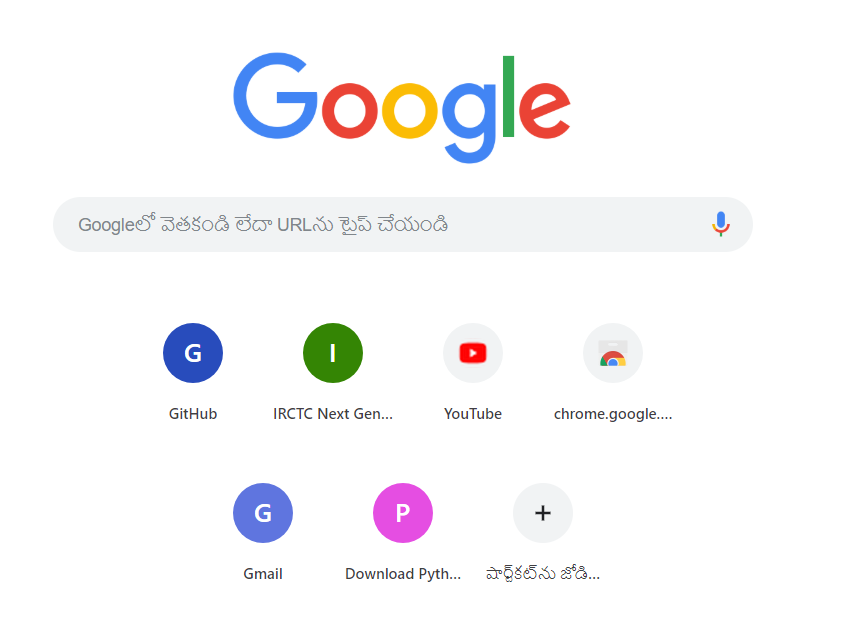 Google
Googleలో వెతకండి లేదా URLను టైప్ చేయండి
G
I
GitHub
IRCTC Next Gen...
YouTube
chrome.google....
G
P
Gmail
Download Pyth...
షార్ట్‌కట్‌ను జోడి...